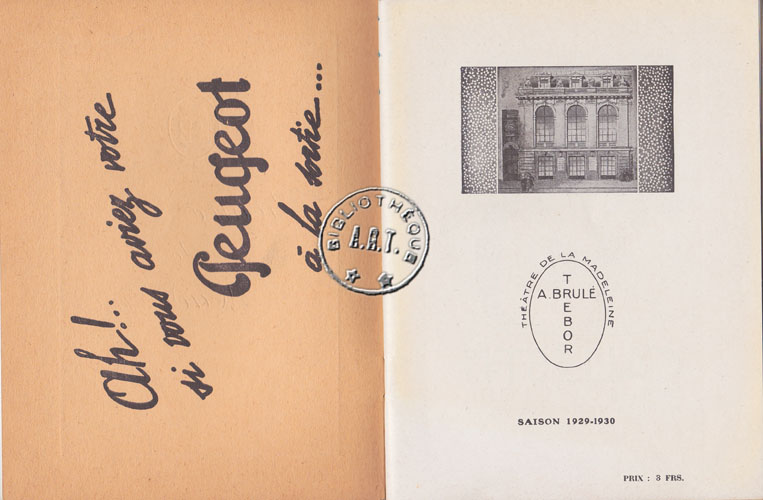 Ah!..
si vous aviez votre
Peugeot
à la sortie...
BIBLIOTHÈQUE
A.R.T.
THÉÂTRE DE LA MADELEINE
A. BRULÉ
TREBOR
SAISON 1929-1930
PRIX : 3 FRS.